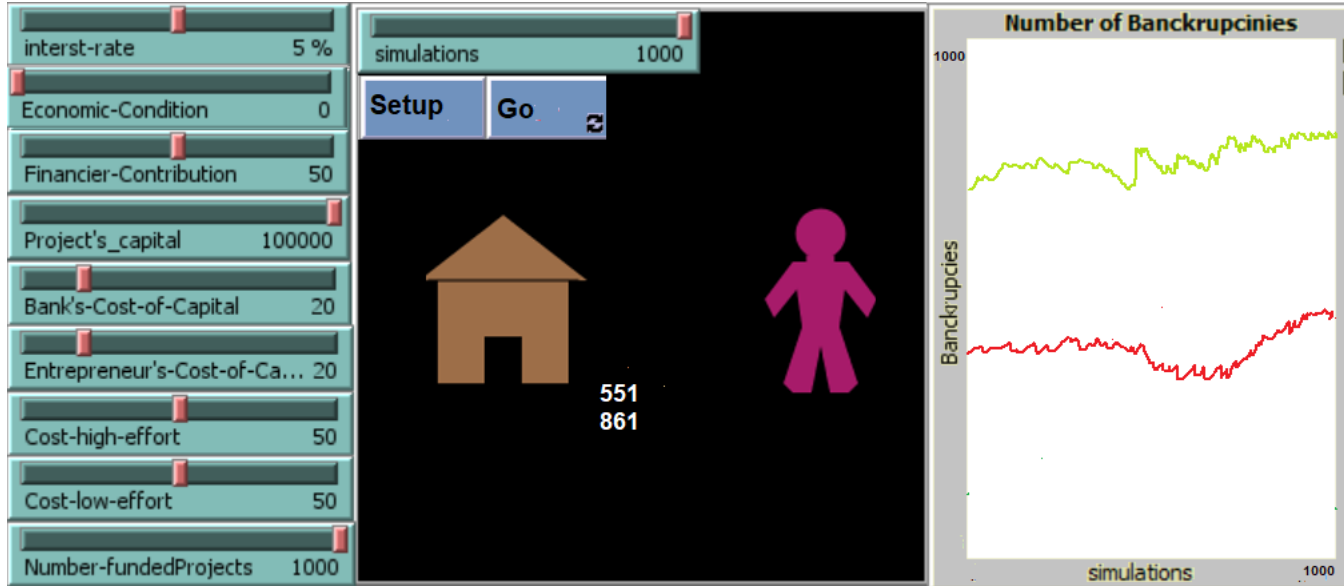 interst-rate 5 %
Economic-Condition 0
Financier-Contribution 50
Project's_capital 100000
Bank's-Cost-of-Capital 20
Entrepreneur's-Cost-of-Ca... 20
Cost-high-effort 50
Cost-low-effort 50
Number-fundedProjects 1000
simulations 1000
Setup
Go
551
861
Number of Banckrupcinies
1000
Banckrupcies
simulations
1000